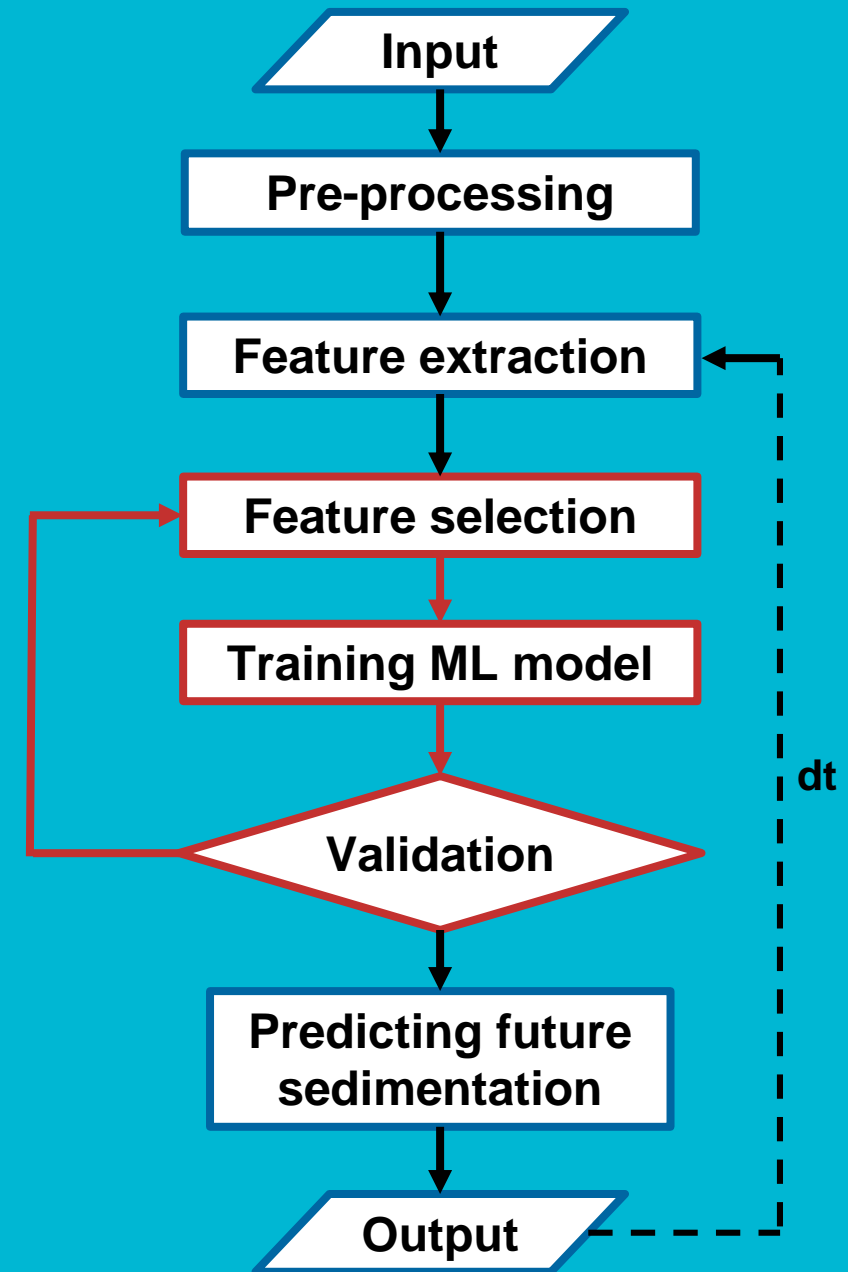 Input
Pre-processing
Feature extraction
Feature selection
Training ML model
dt
Validation
Predicting future
sedimentation
Output